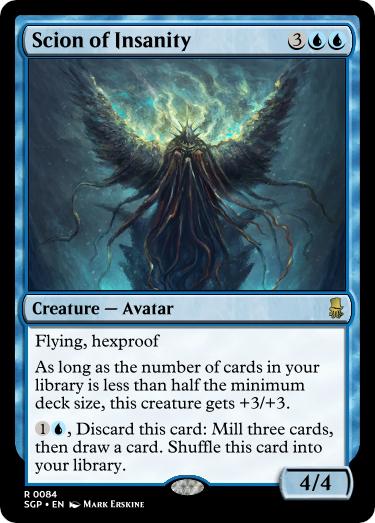 Scion of Insanity 3
Flying, hexproof
Creature — Avatar
As long as the number of cards in your
library is less than half the minimum
deck size, this creature gets +3/+3.
1, Discard this card: Mill three cards,
then draw a card. Shuffle this card into
your library.
4/4
R 0084
SGP • EN Mark Erskine